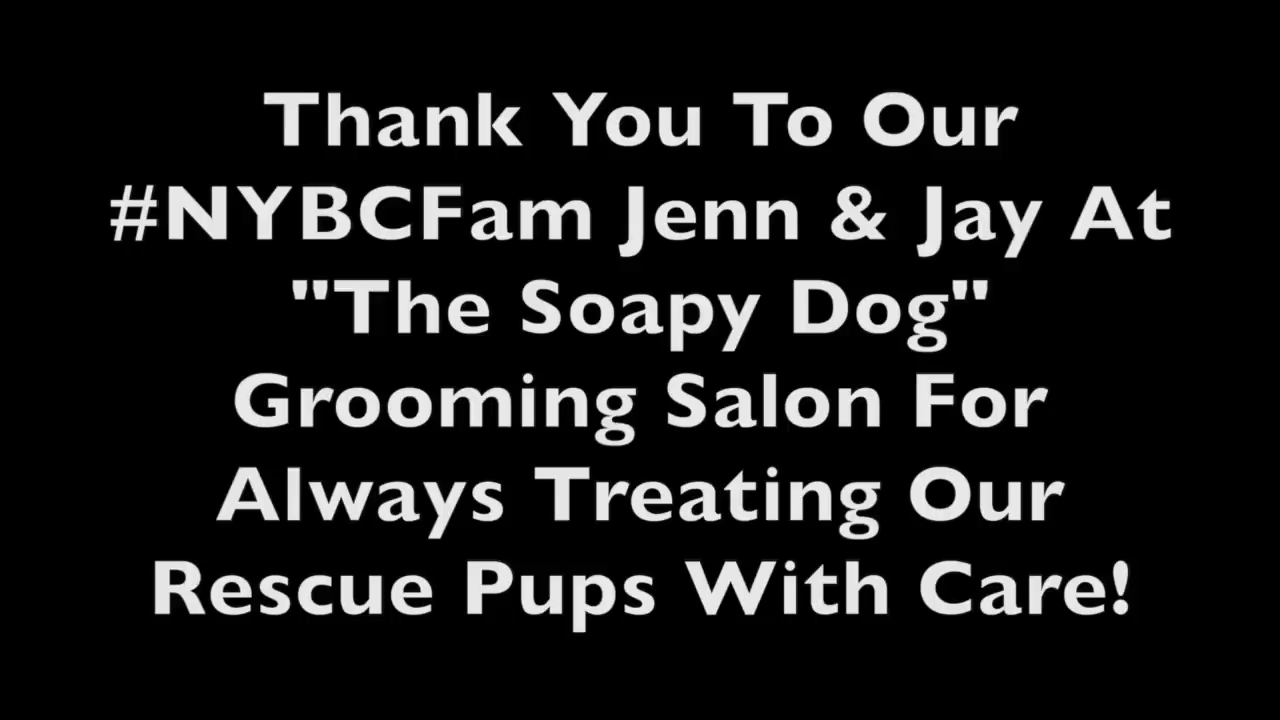 Thank You To Our
#NYBCFam Jenn & Jay At
"The Soapy Dog"
Grooming Salon For
Always Treating Our
Rescue Pups With Care!